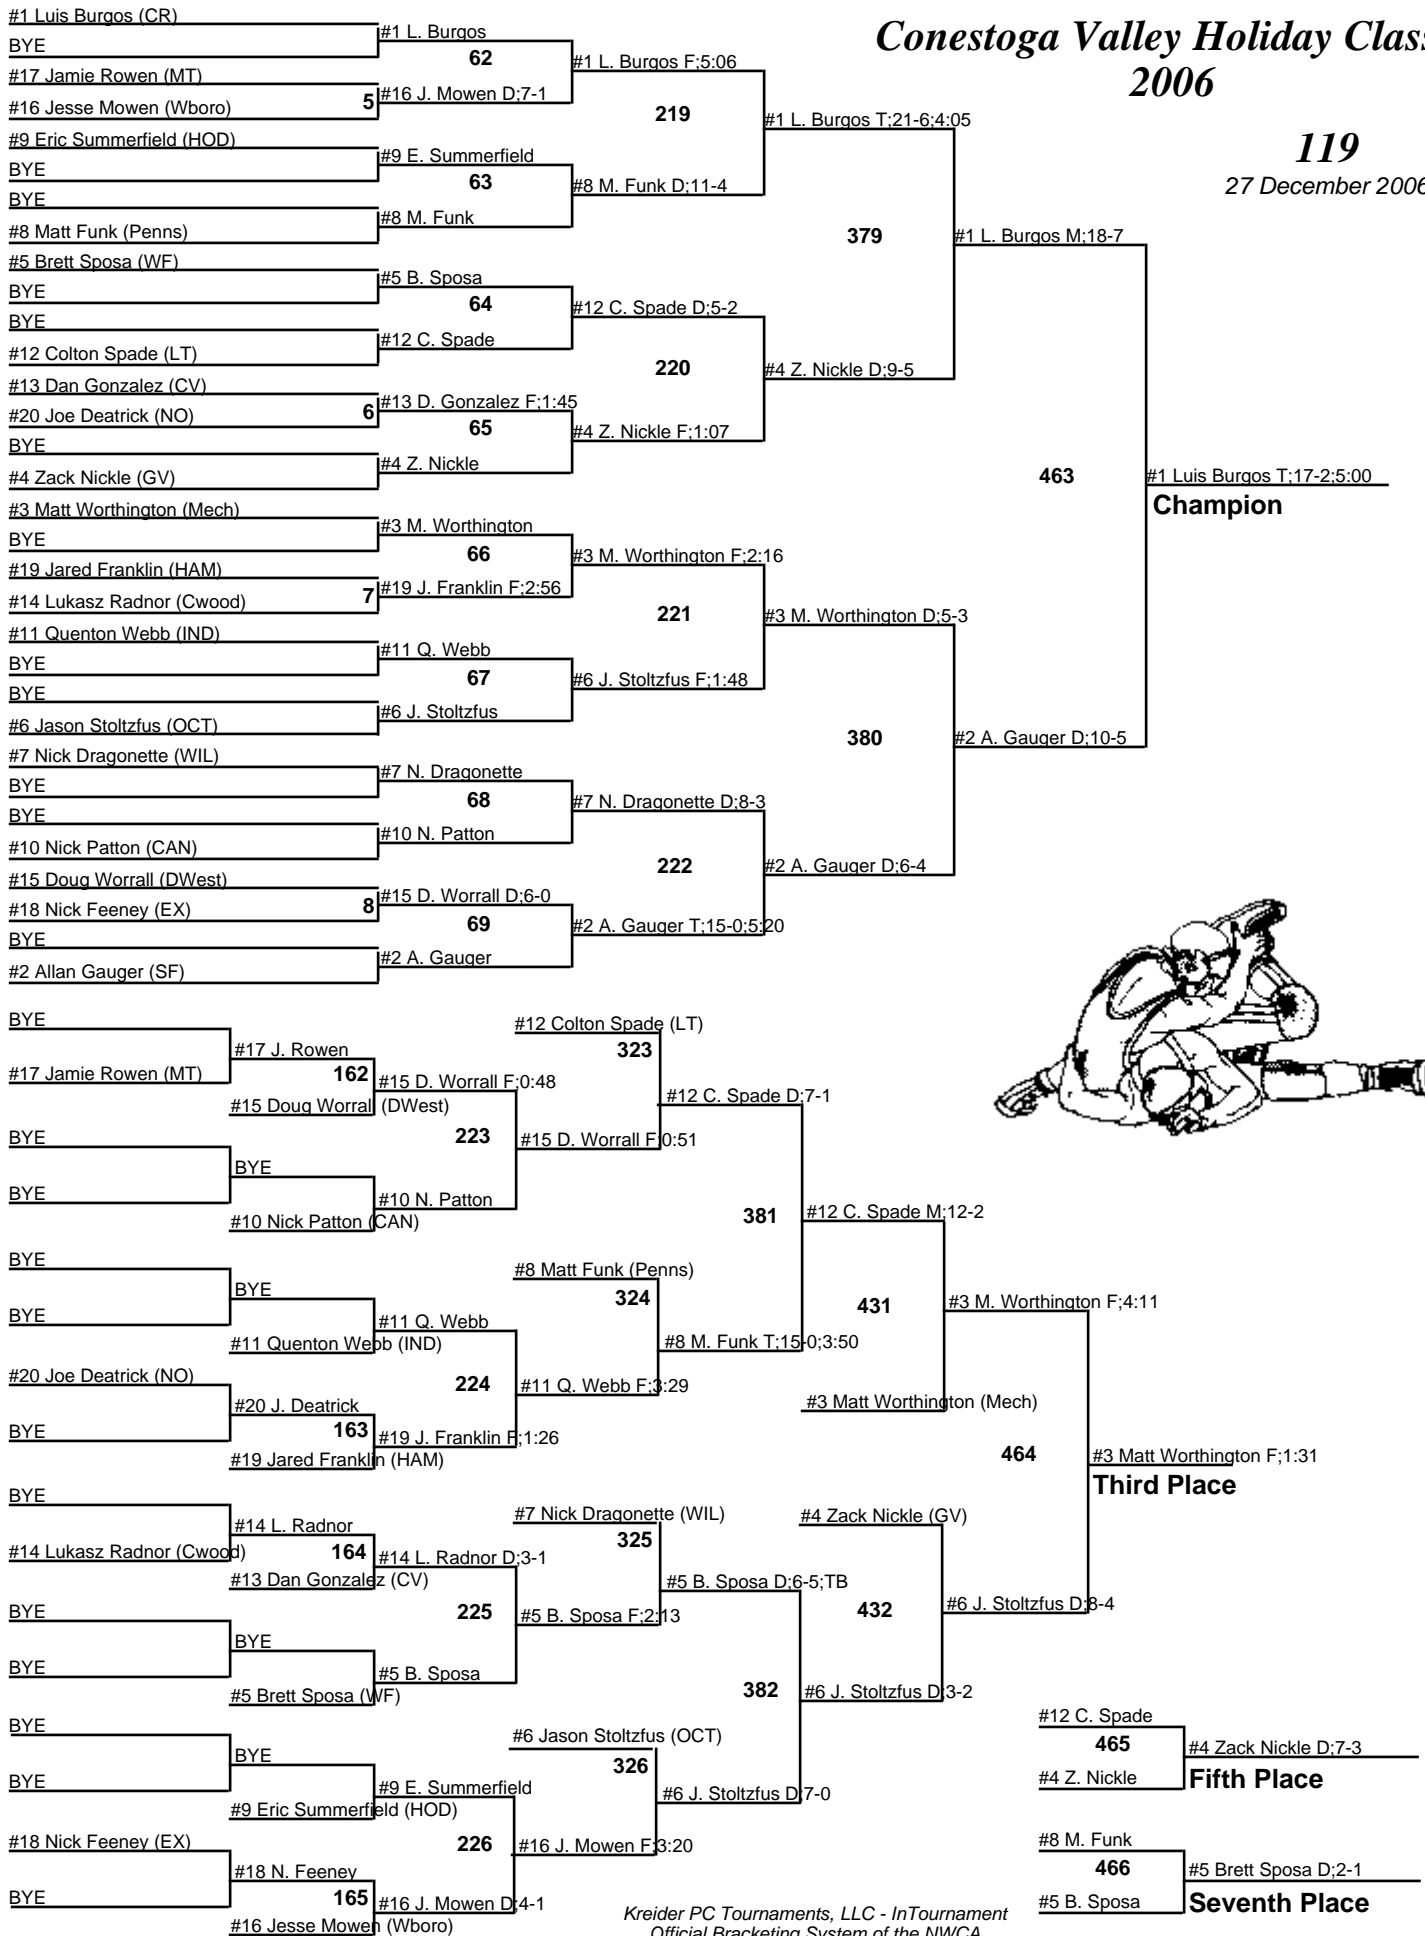 Conestoga Valley Holiday Clas
2006
119
27 December 2006
#1 Luis Burgos (CR)
BYE
#17 Jamie Rowen (MT)
#16 Jesse Mowen (Wboro)
#9 Eric Summerfield (HOD)
BYE
BYE
#8 Matt Funk (Penns)
#5 Brett Sposa (WF)
BYE
BYE
#12 Colton Spade (LT)
#13 Dan Gonzalez (CV)
#20 Joe Deatrick (NO)
BYE
#4 Zack Nickle (GV)
#3 Matt Worthington (Mech)
BYE
#19 Jared Franklin (HAM)
#14 Lukasz Radnor (Cwood)
#11 Quenton Webb (IND)
BYE
BYE
#6 Jason Stoltzfus (OCT)
#7 Nick Dragonette (WIL)
BYE
BYE
#10 Nick Patton (CAN)
#15 Doug Worrall (DWest)
#18 Nick Feeney (EX)
BYE
#2 Allan Gauger (SF)
5
6
7
8
#1 L. Burgos
62
#16 J. Mowen D;7-1
#9 E. Summerfield
63
#8 M. Funk
#5 B. Sposa
64
#12 C. Spade
#13 D. Gonzalez F;1:45
65
#4 Z. Nickle
#3 M. Worthington
66
#19 J. Franklin F;2:56
#11 Q. Webb
67
#6 J. Stoltzfus
#7 N. Dragonette
68
#10 N. Patton
#15 D. Worrall D;6-0
69
#2 A. Gauger
#1 L. Burgos F;5:06
219
#8 M. Funk D;11-4
#12 C. Spade D;5-2
220
#4 Z. Nickle F;1:07
#3 M. Worthington F;2:16
221
#6 J. Stoltzfus F;1:48
#7 N. Dragonette D;8-3
222
#2 A. Gauger T;15-0;5:20
#1 L. Burgos T;21-6;4:05
379
#4 Z. Nickle D;9-5
#3 M. Worthington D;5-3
380
#2 A. Gauger D;6-4
#1 L. Burgos M;18-7
463
#2 A. Gauger D;10-5
#1 Luis Burgos T;17-2;5:00
Champion
BYE
#17 Jamie Rowen (MT)
BYE
BYE
BYE
BYE
#20 Joe Deatrick (NO)
BYE
BYE
#14 Lukasz Radnor (Cwood)
BYE
BYE
BYE
BYE
#18 Nick Feeney (EX)
BYE
#17 J. Rowen
162
#15 Doug Worrall (DWest)
BYE
#10 Nick Patton (CAN)
BYE
#11 Quenton Webb (IND)
#20 J. Deatrick
163
#19 Jared Franklin (HAM)
#14 L. Radnor
164
#13 Dan Gonzalez (CV)
BYE
#5 Brett Sposa (WF)
BYE
#9 Eric Summerfield (HOD)
#18 N. Feeney
165
#16 Jesse Mowen (Wboro)
#15 D. Worrall F;0:48
223
#10 N. Patton
#11 Q. Webb
224
#19 J. Franklin F;1:26
#14 L. Radnor D;3-1
225
#5 B. Sposa
#9 E. Summerfield
226
#16 J. Mowen D;4-1
#12 Colton Spade (LT)
323
#15 D. Worrall F;0:51
#8 Matt Funk (Penns)
324
#11 Q. Webb F;3:29
#7 Nick Dragonette (WIL)
325
#5 B. Sposa F;2:13
#6 Jason Stoltzfus (OCT)
326
#16 J. Mowen F;3:20
#12 C. Spade D;7-1
381
#8 M. Funk T;15-0;3:50
#5 B. Sposa D;6-5;TB
382
#6 J. Stoltzfus D;7-0
#12 C. Spade M;12-2
431
#3 Matt Worthington (Mech)
#4 Zack Nickle (GV)
432
#6 J. Stoltzfus D;3-2
#3 M. Worthington F;4:11
464
#6 J. Stoltzfus D;8-4
#3 Matt Worthington F;1:31
Third Place
#12 C. Spade
465
#4 Z. Nickle
#4 Zack Nickle D;7-3
Fifth Place
#8 M. Funk
466
#5 B. Sposa
#5 Brett Sposa D;2-1
Seventh Place
Kreider PC Tournaments, LLC - InTournament
Official Bracketing System of the NWCA